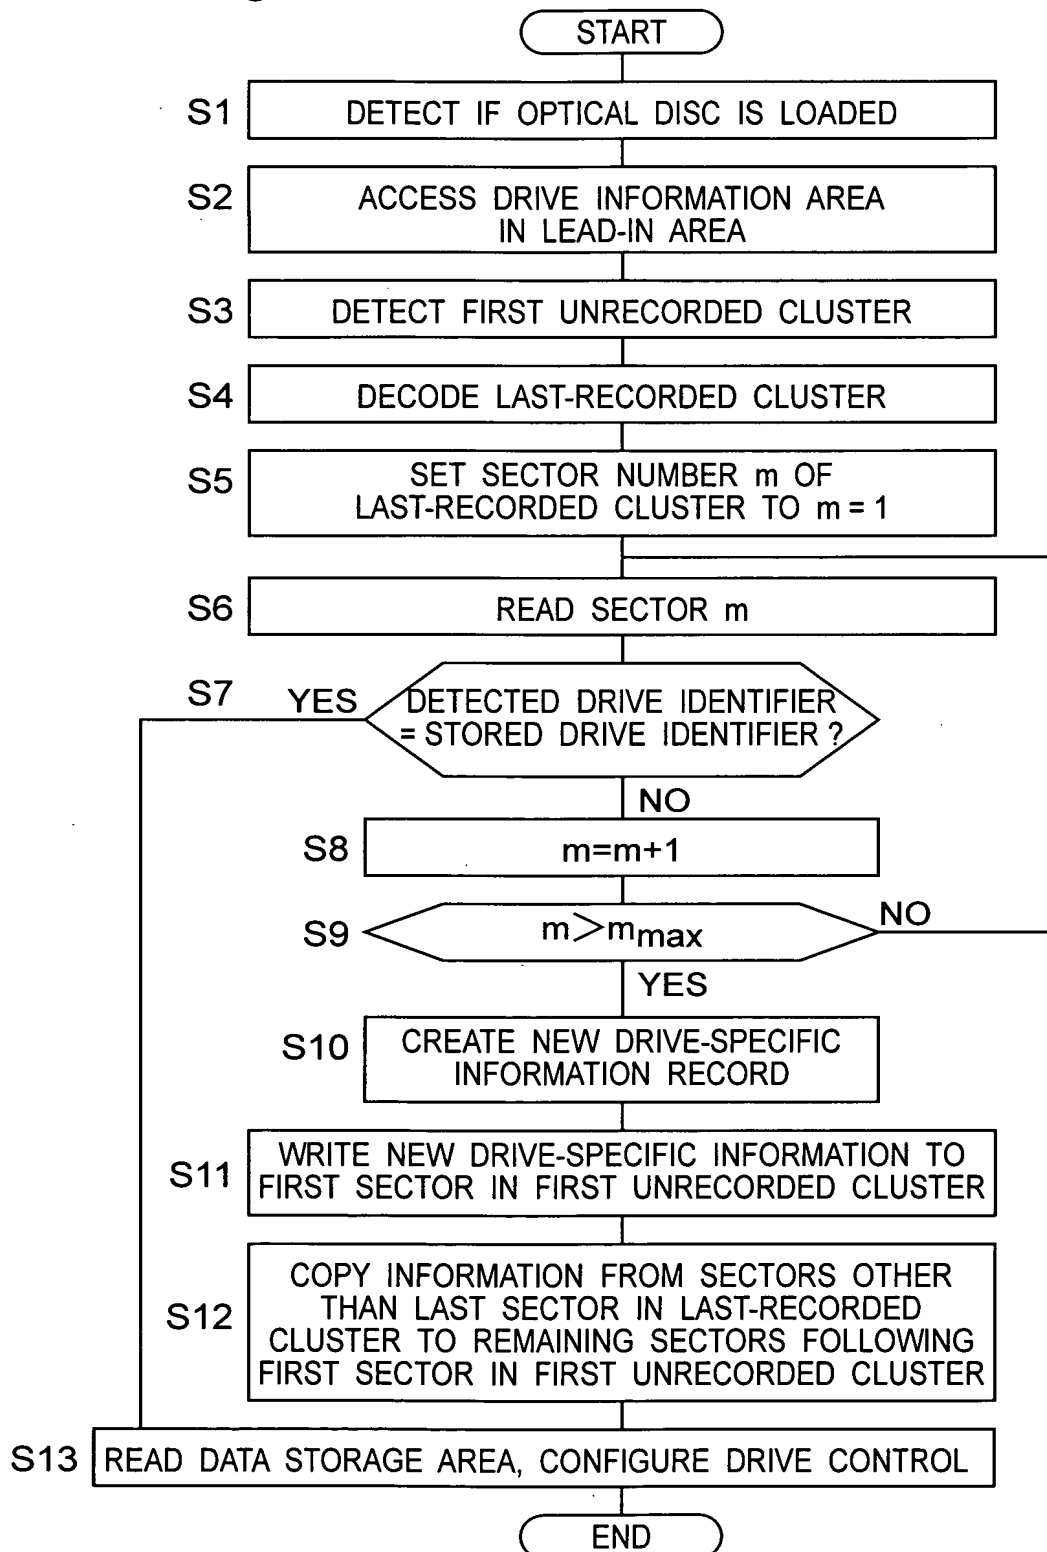 START
S1
DETECT IF OPTICAL DISC IS LOADED
S2
ACCESS DRIVE INFORMATION AREA
IN LEAD-IN AREA
S3
DETECT FIRST UNRECORDED CLUSTER
S4
DECODE LAST-RECORDED CLUSTER
S5
SET SECTOR NUMBER m OF
LAST-RECORDED CLUSTER TO m = 1
S6
READ SECTOR m
S7
YES
DETECTED DRIVE IDENTIFIER
= STORED DRIVE IDENTIFIER ?
NO
S8
m=m+1
S9
m>mmax
NO
YES
S10
CREATE NEW DRIVE-SPECIFIC
INFORMATION RECORD
S11
WRITE NEW DRIVE-SPECIFIC INFORMATION TO
FIRST SECTOR IN FIRST UNRECORDED CLUSTER
S12
COPY INFORMATION FROM SECTORS OTHER
THAN LAST SECTOR IN LAST-RECORDED
CLUSTER TO REMAINING SECTORS FOLLOWING
FIRST SECTOR IN FIRST UNRECORDED CLUSTER
S13
READ DATA STORAGE AREA, CONFIGURE DRIVE CONTROL
END